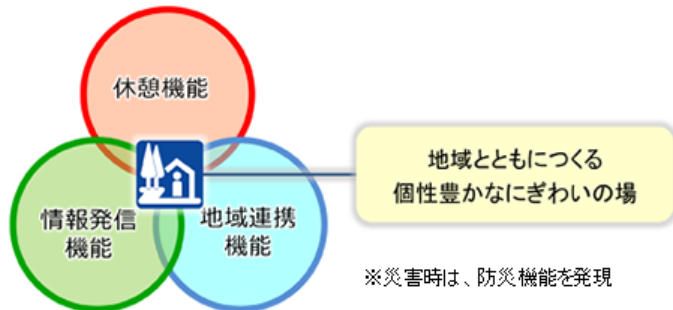 休憩機能
情報発信
機能
地域連携
機能
地域とともにつくる
個性豊かなにぎわいの場
※災害時は、防災機能を発現